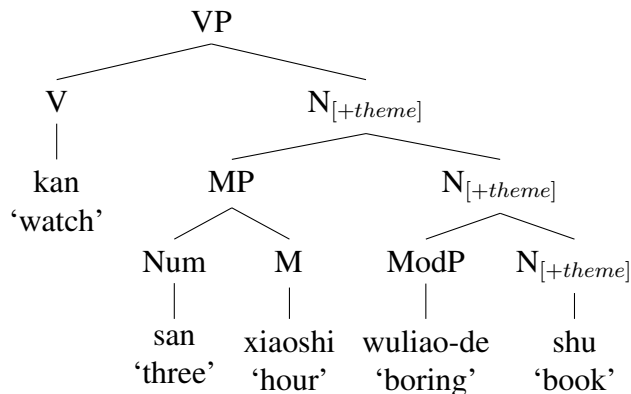 VP
V N[+theme]
kan
‘watch’
MP N[+theme]
Num M ModP N[+theme]
san xiaoshi wuliao-de shu
‘three’ ‘hour’ ‘boring’ ‘book’